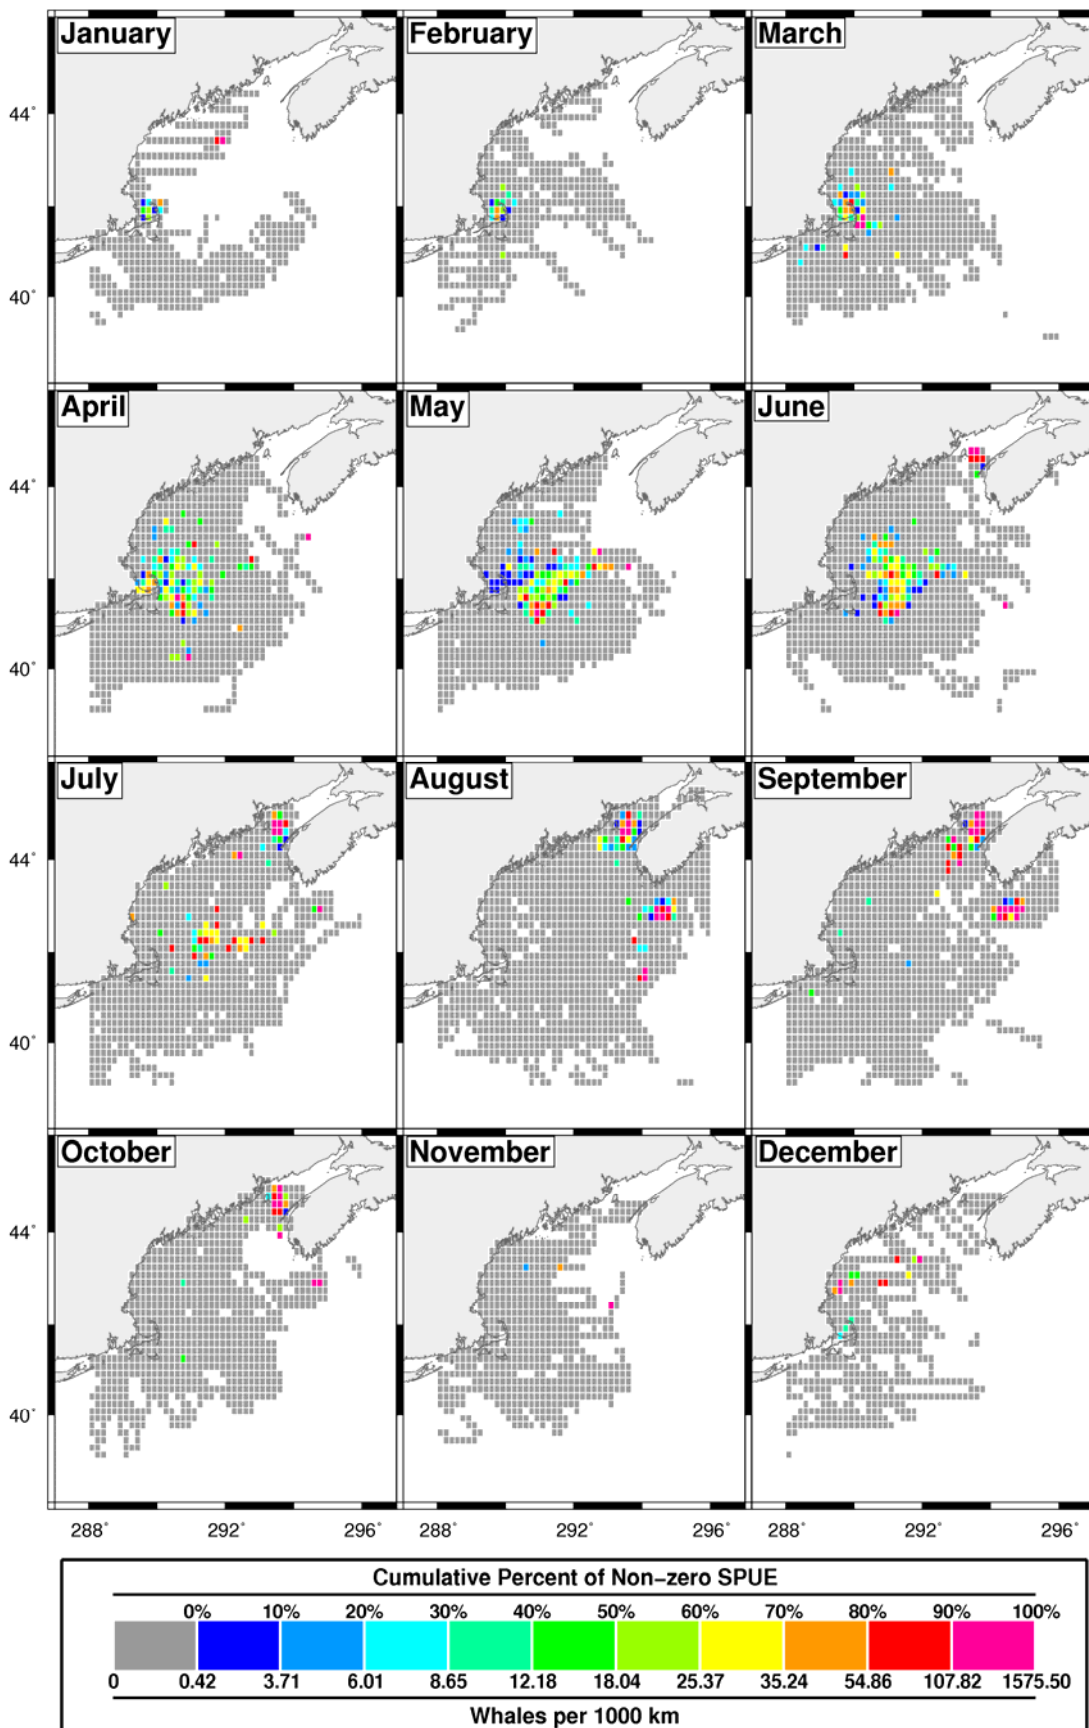 January February March
44°
40°
April May June
44°
40°
July August September
44°
40°
October November December
44°
40°
288° 292° 296° 288° 292° 296° 288° 292° 296°
Cumulative Percent of Non-zero SPUE
0% 10% 20% 30% 40% 50% 60% 70% 80% 90% 100%
0 0.42 3.71 6.01 8.65 12.18 18.04 25.37 35.24 54.86 107.82 1575.50
Whales per 1000 km